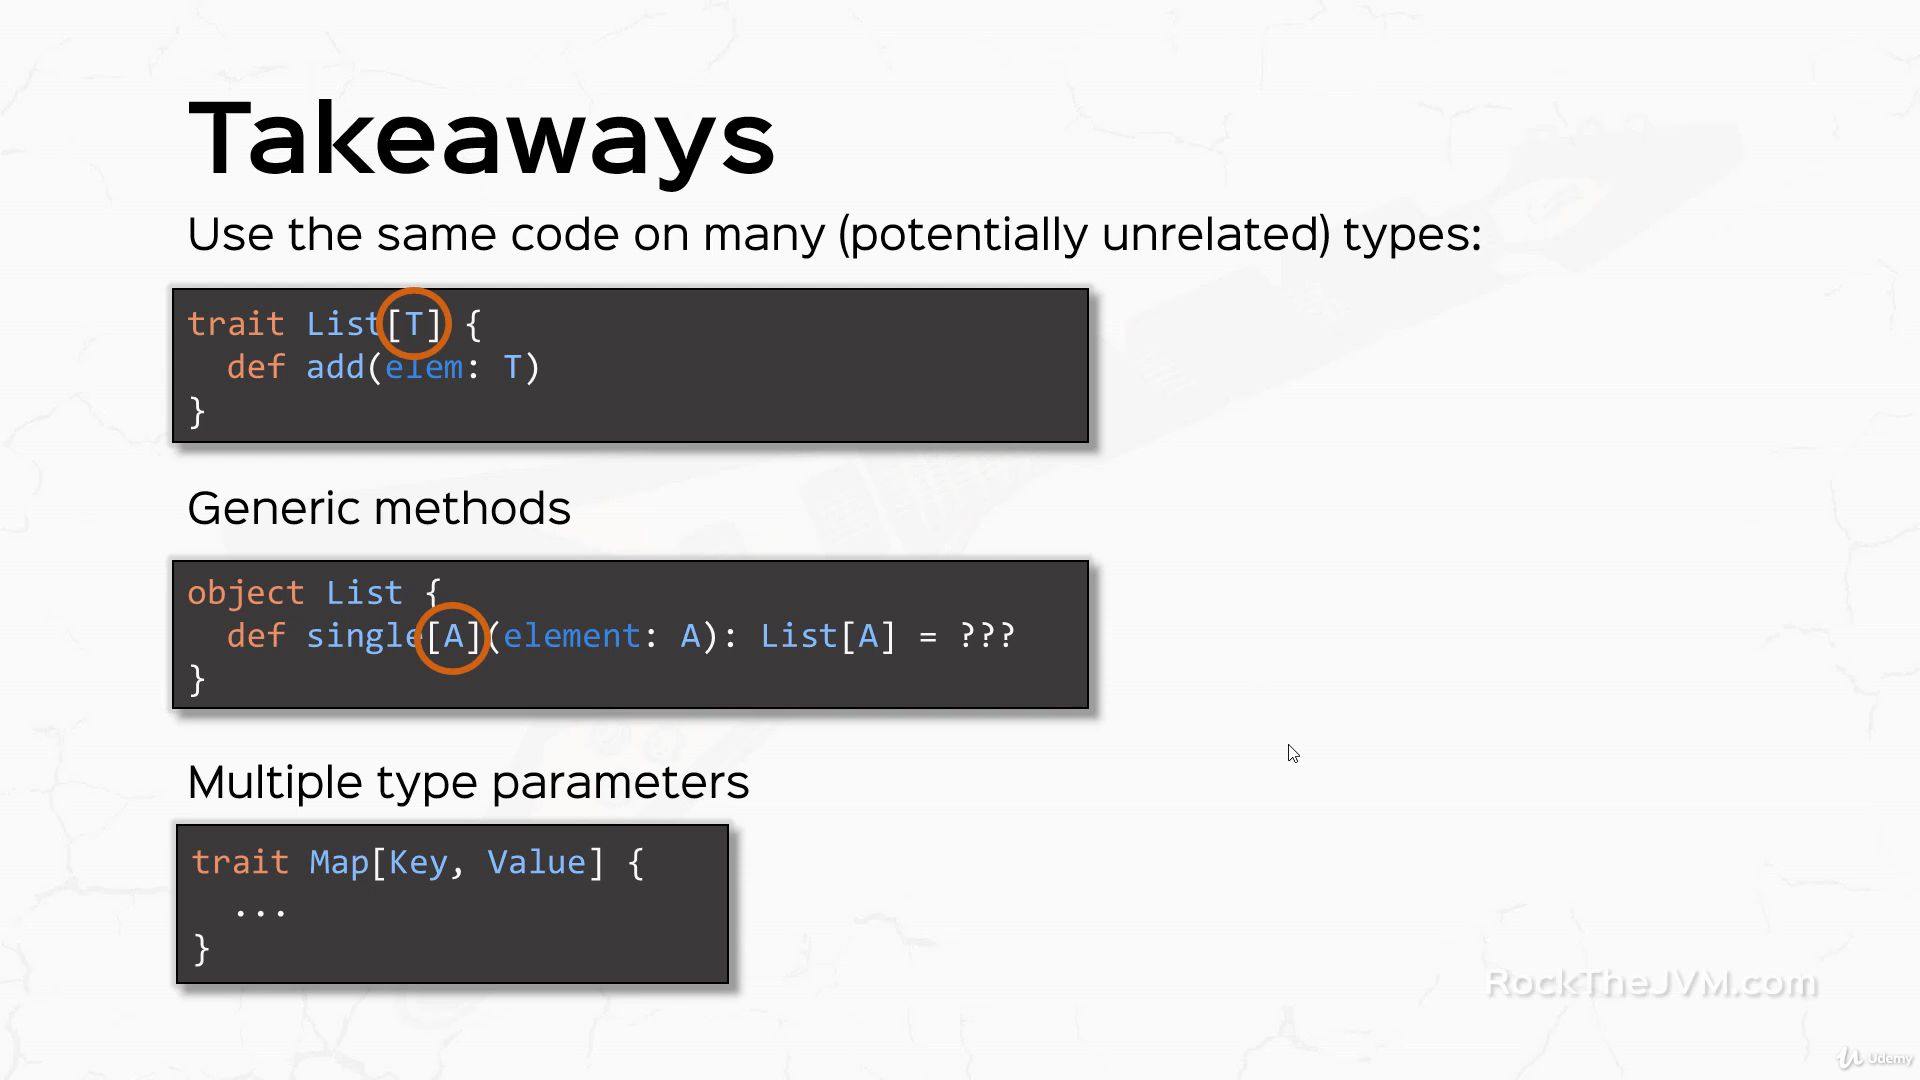 Takeaways
Use the same code on many (potentially unrelated) types:
trait List[T] {
  def add(elem: T)
}
Generic methods
object List {
  def single[A](element: A): List[A] = ???
}
Multiple type parameters
trait Map[Key, Value] {
  ...
}
RockTheJVM.com
Udemy